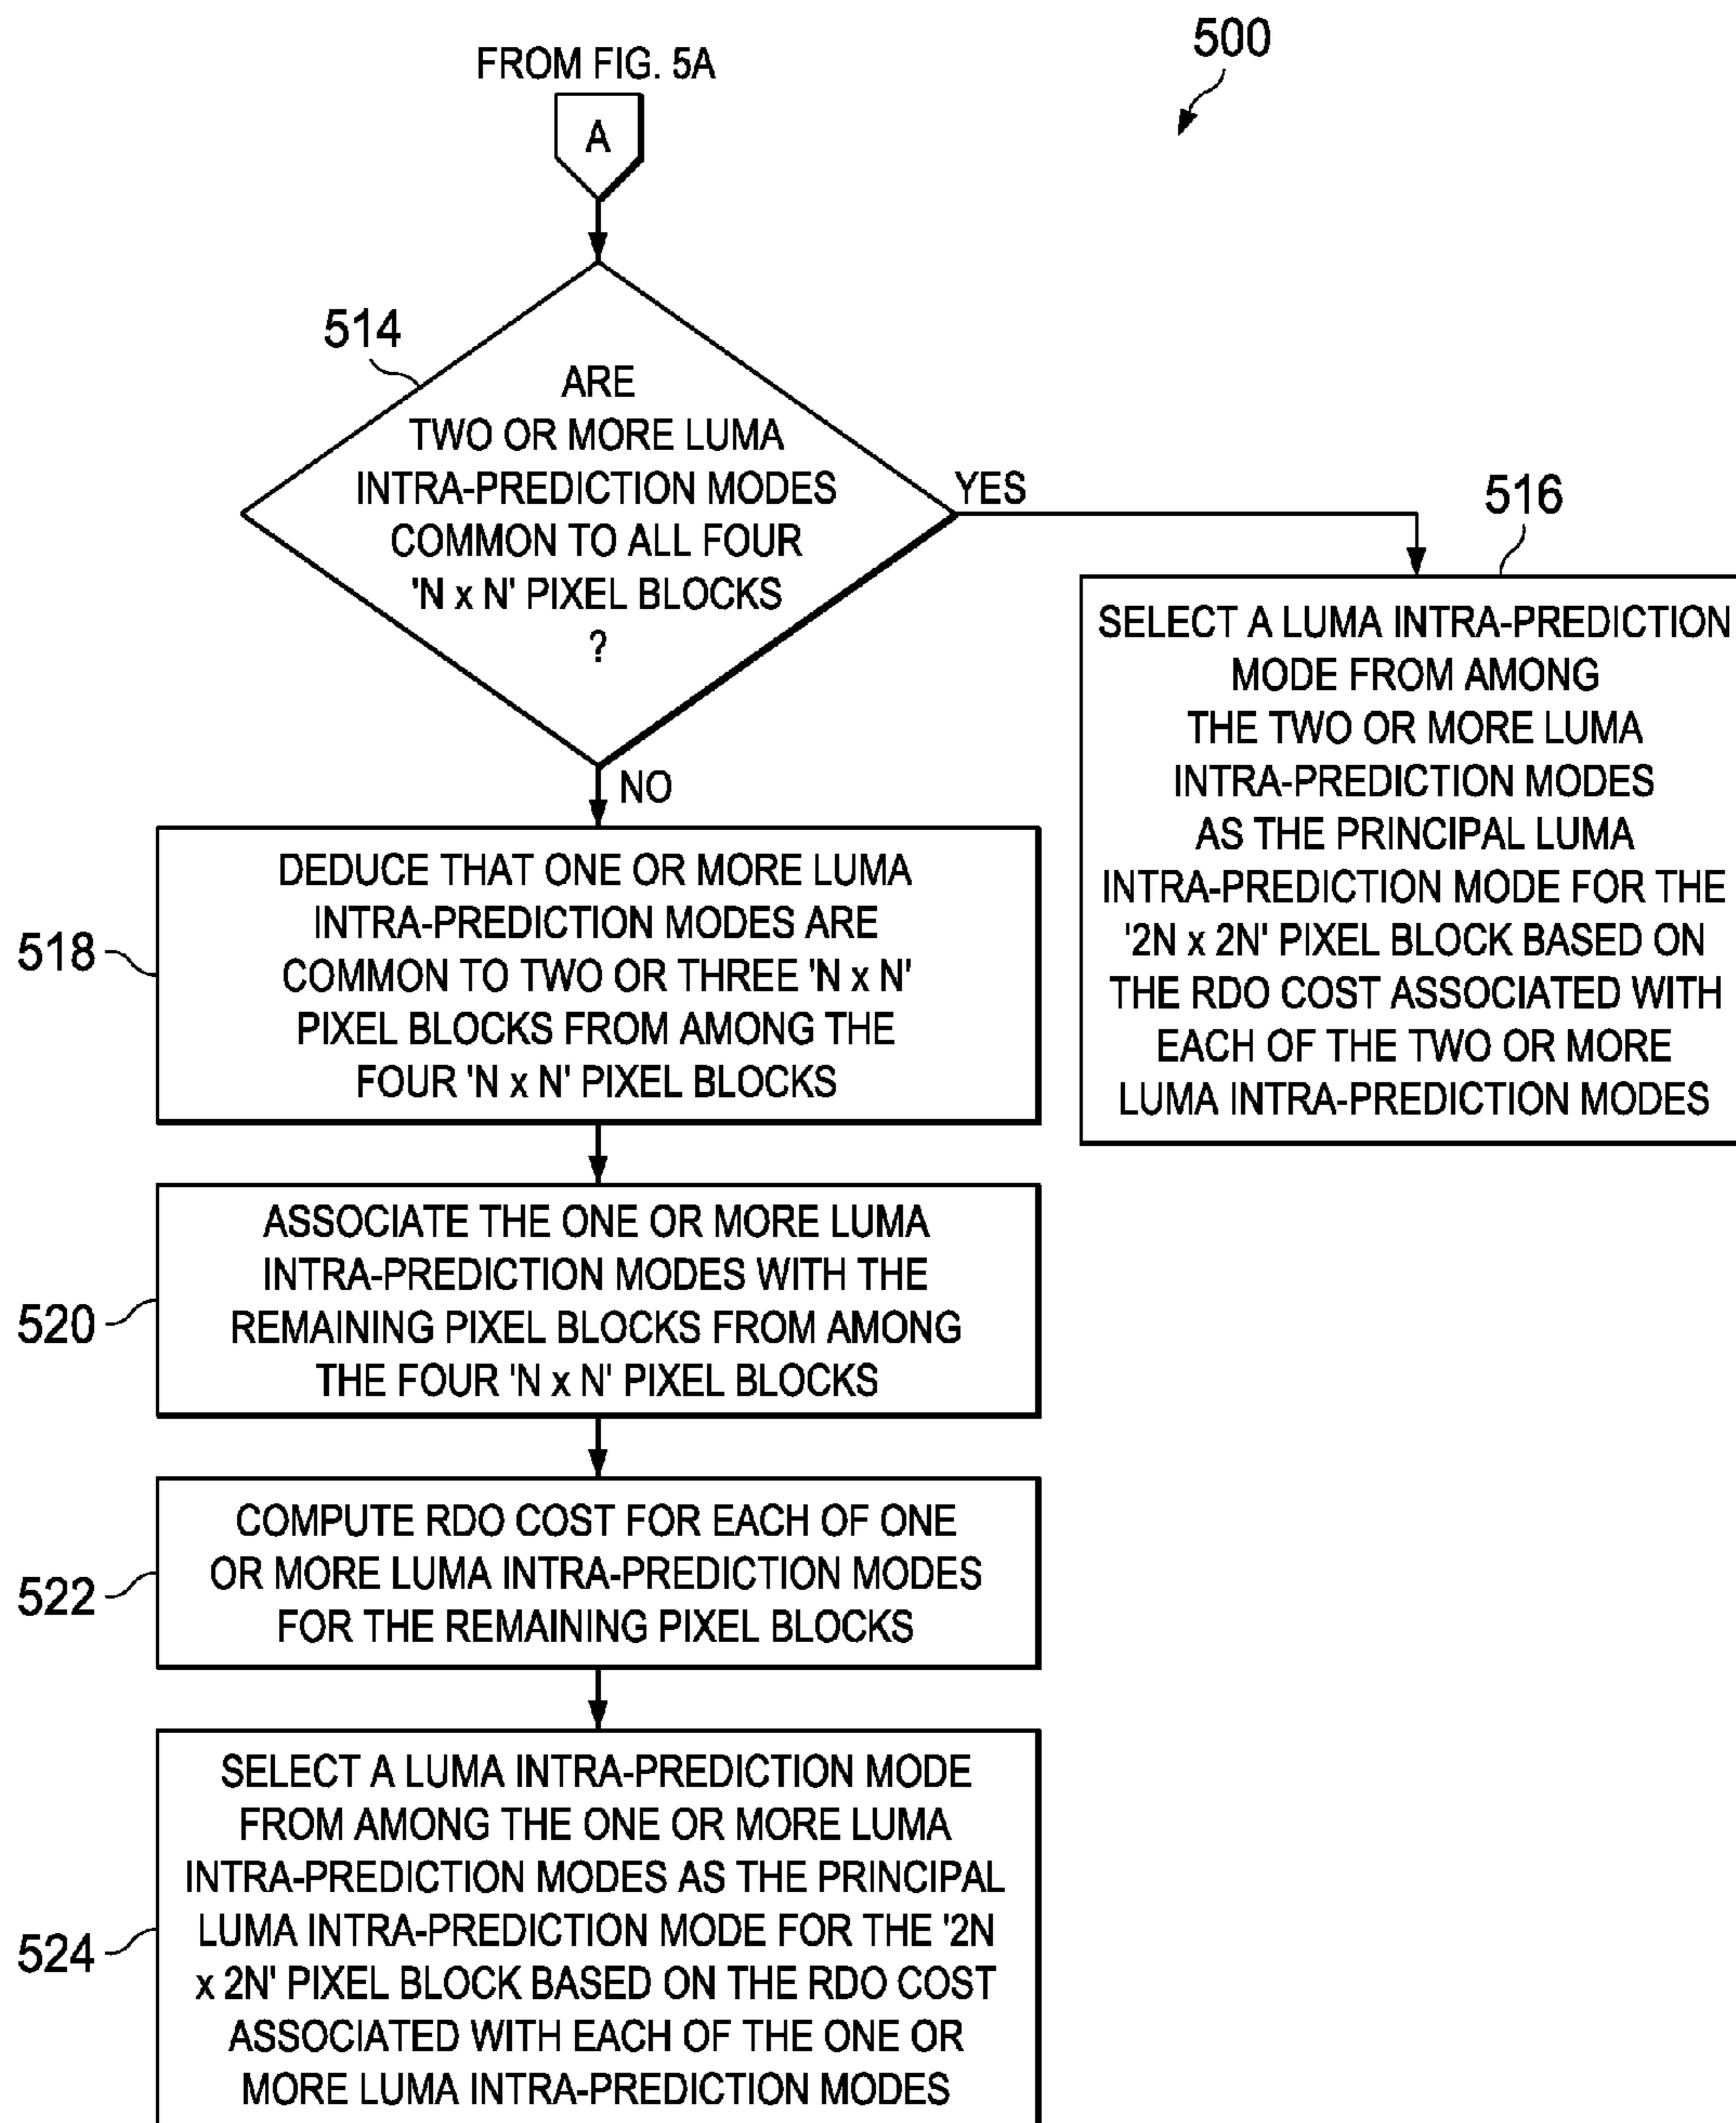 500
FROM FIG. 5A
A
514
ARE
TWO OR MORE LUMA
INTRA-PREDICTION MODES
COMMON TO ALL FOUR
'N x N' PIXEL BLOCKS
?
YES
516
SELECT A LUMA INTRA-PREDICTION
MODE FROM AMONG
THE TWO OR MORE LUMA
INTRA-PREDICTION MODES
AS THE PRINCIPAL LUMA
INTRA-PREDICTION MODE FOR THE
'2N x 2N' PIXEL BLOCK BASED ON
THE RDO COST ASSOCIATED WITH
EACH OF THE TWO OR MORE
LUMA INTRA-PREDICTION MODES
NO
518
DEDUCE THAT ONE OR MORE LUMA
INTRA-PREDICTION MODES ARE
COMMON TO TWO OR THREE 'N x N'
PIXEL BLOCKS FROM AMONG THE
FOUR 'N x N' PIXEL BLOCKS
520
ASSOCIATE THE ONE OR MORE LUMA
INTRA-PREDICTION MODES WITH THE
REMAINING PIXEL BLOCKS FROM AMONG
THE FOUR 'N x N' PIXEL BLOCKS
522
COMPUTE RDO COST FOR EACH OF ONE
OR MORE LUMA INTRA-PREDICTION MODES
FOR THE REMAINING PIXEL BLOCKS
524
SELECT A LUMA INTRA-PREDICTION MODE
FROM AMONG THE ONE OR MORE LUMA
INTRA-PREDICTION MODES AS THE PRINCIPAL
LUMA INTRA-PREDICTION MODE FOR THE '2N
x 2N' PIXEL BLOCK BASED ON THE RDO COST
ASSOCIATED WITH EACH OF THE ONE OR
MORE LUMA INTRA-PREDICTION MODES